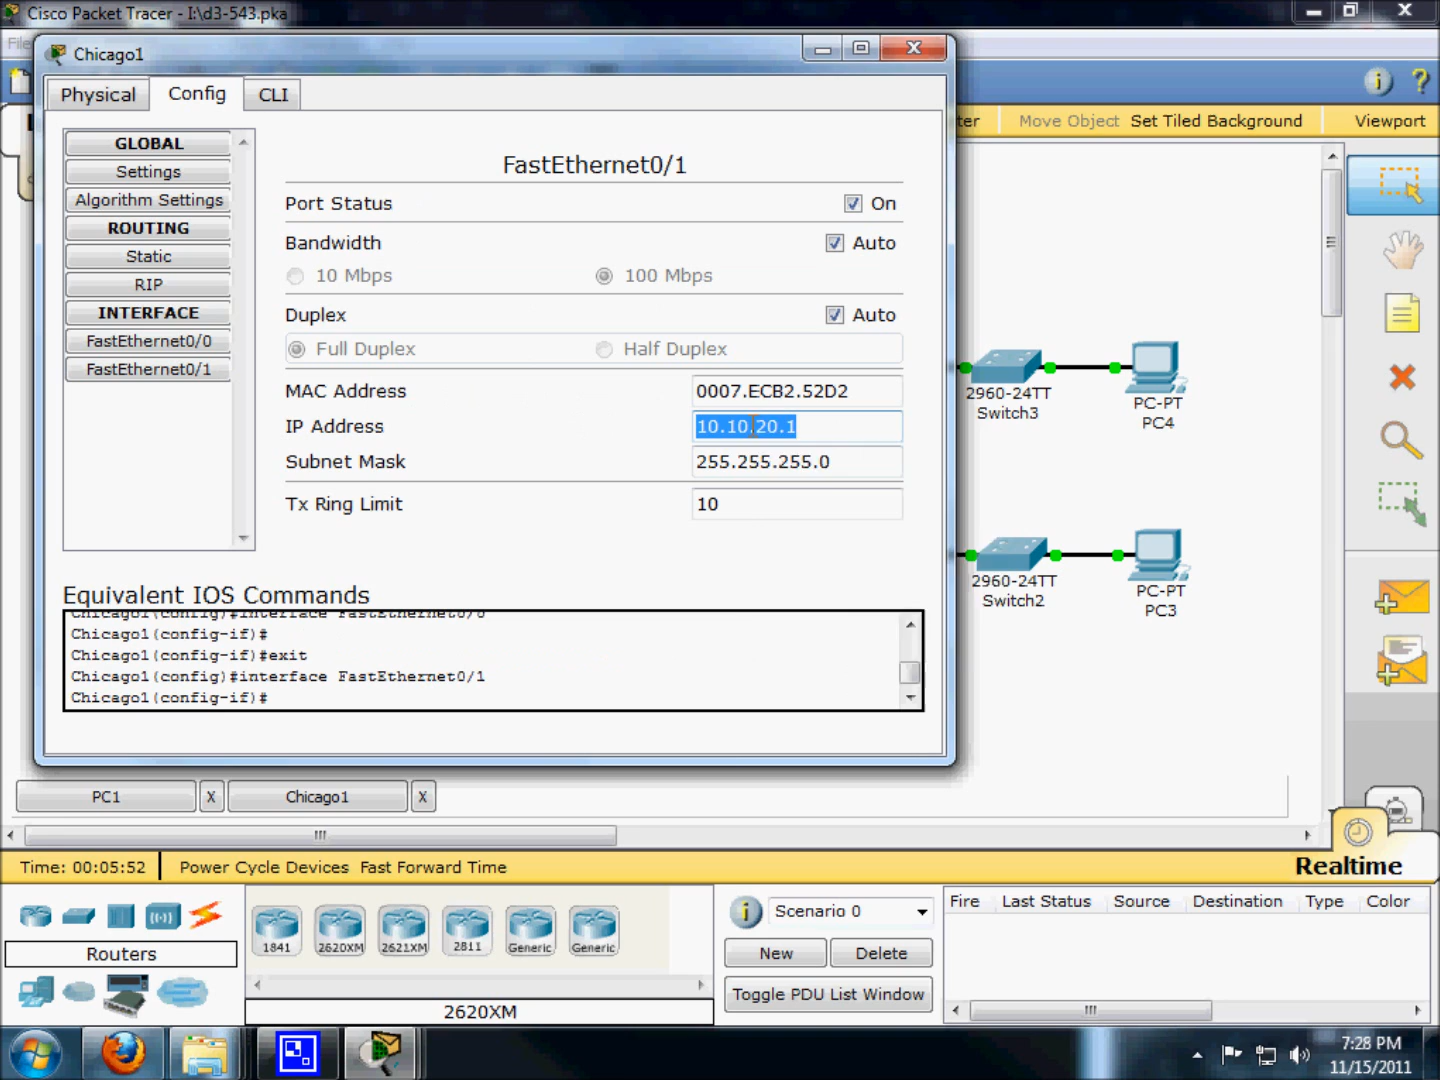 Cisco Packet Tracer - I:\d3-543.pka
File
Chicago1
Physical
Config
CLI
ter
Move Object
Set Tiled Background
Viewport
GLOBAL
Settings
Algorithm Settings
ROUTING
Static
RIP
INTERFACE
FastEthernet0/0
FastEthernet0/1
FastEthernet0/1
Port Status
On
Bandwidth
Auto
10 Mbps
100 Mbps
Duplex
Auto
Full Duplex
Half Duplex
MAC Address
0007.ECB2.52D2
IP Address
10.10.20.1
Subnet Mask
255.255.255.0
Tx Ring Limit
10
Equivalent IOS Commands
Chicago1(config)#interface FastEthernet0/0
Chicago1(config-if)#
Chicago1(config-if)#exit
Chicago1(config)#interface FastEthernet0/1
Chicago1(config-if)#
2960-24TT
Switch3
PC-PT
PC4
2960-24TT
Switch2
PC-PT
PC3
PC1
X
Chicago1
X
Time: 00:05:52
Power Cycle Devices
Fast Forward Time
Realtime
Routers
1841
2620XM
2621XM
2811
Generic
Generic
2620XM
Scenario 0
New
Delete
Toggle PDU List Window
Fire
Last Status
Source
Destination
Type
Color
7:28 PM
11/15/2011